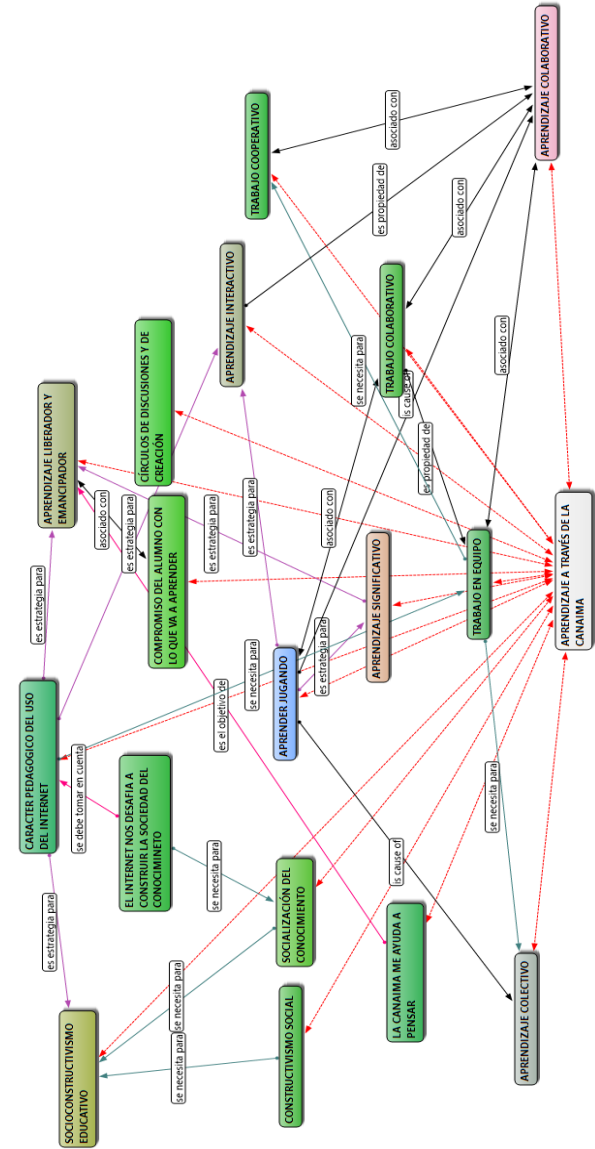 CARACTER PEDAGOGICO DEL USO
DEL INTERNET
es estrategia para
es estrategia para
APRENDIZAJE LIBERADOR Y
EMANCIPADOR
SOCIOCONSTRUCTIVISMO
EDUCATIVO
se debe tomar en cuenta
asociado con
es estrategia para
EL INTERNET NOS DESAFIA A
CONSTRUIR LA SOCIEDAD DEL
CONOCIMINETO
CÍRCULOS DE DISCUSIONES Y DE
CREACIÓN
COMPROMISO DEL ALUMNO CON
LO QUE VA A APRENDER
se necesita para
se necesita para
se necesita para
es el objetivo de
es estrategia para
APRENDIZAJE INTERACTIVO
se necesita para
es estrategia para
TRABAJO COOPERATIVO
CONSTRUCTIVISMO SOCIAL
SOCIALIZACIÓN DEL
CONOCIMIENTO
APRENDER JUGANDO
es estrategia para
asociado con
se necesita para
APRENDIZAJE SIGNIFICATIVO
es propiedad de
TRABAJO COLABORATIVO
asociado con
is cause of
is cause of
LA CANAIMA ME AYUDA A
PENSAR
es propiedad de
asociado con
TRABAJO EN EQUIPO
se necesita para
asociado con
APRENDIZAJE COLECTIVO
APRENDIZAJE COLABORATIVO
APRENDIZAJE A TRAVÉS DE LA
CANAIMA